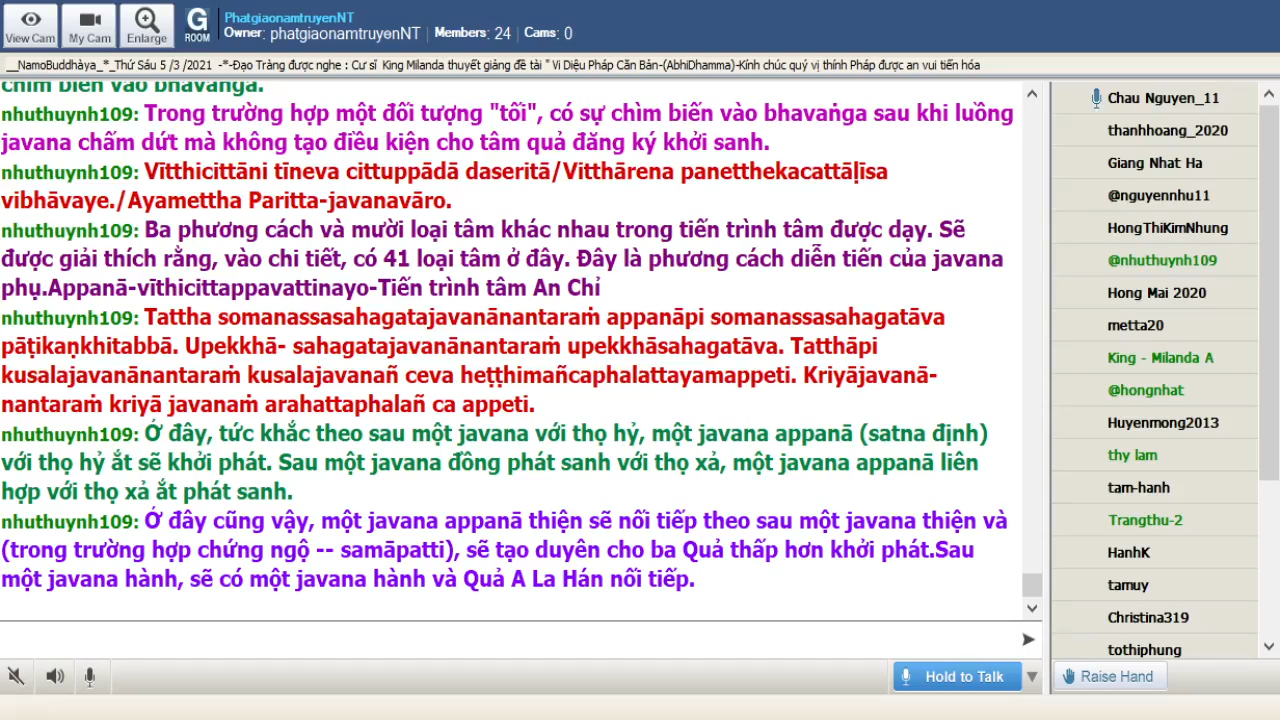 View Cam
My Cam
Enlarge
G
ROOM
PhatgiaonamtruyenNT
Owner: phatgiaonamtruyenNT | Members: 24 | Cams: 0
__NamoBuddhàya_*_Thứ Sáu 5 /3 /2021 -*-Đạo Tràng được nghe : Cư sĩ King Milanda thuyết giảng đề tài " Vi Diệu Pháp Căn Bản-(AbhiDhamma)-Kính chúc quý vị thính Pháp được an vui tiến hóa
chìm biến vào bhavaṅga.
nhuthuynh109: Trong trường hợp một đối tượng "tối", có sự chìm biến vào bhavaṅga sau khi luồng
javana chấm dứt mà không tạo điều kiện cho tâm quả đăng ký khởi sanh.
nhuthuynh109: Vītthicittāni tīneva cittuppādā daseritā/Vitthārena panetthekacattāḷisa
vibhāvaye./Ayamettha Paritta-javanavāro.
nhuthuynh109: Ba phương cách và mười loại tâm khác nhau trong tiến trình tâm được dạy. Sẽ
được giải thích rằng, vào chi tiết, có 41 loại tâm ở đây. Đây là phương cách diễn tiến của javana
phụ.Appanā-vīthicittappavattinayo-Tiến trình tâm An Chỉ
nhuthuynh109: Tattha somanassasahagatajavanānantaraṁ appanāpi somanassasahagatāva
pāṭikaṇkhitabbā. Upekkhā- sahagatajavanānantaraṁ upekkhāsahagatāva. Tatthāpi
kusalajavanānantaraṁ kusalajavanañ ceva heṭṭhimañcaphalattayamappeti. Kriyājavanā-
nantaraṁ kriyā javanaṁ arahattaphalañ ca appeti.
nhuthuynh109: Ở đây, tức khắc theo sau một javana với thọ hỷ, một javana appanā (satna định)
với thọ hỷ ắt sẽ khởi phát. Sau một javana đồng phát sanh với thọ xả, một javana appanā liên
hợp với thọ xả ắt phát sanh.
nhuthuynh109: Ở đây cũng vậy, một javana appanā thiện sẽ nối tiếp theo sau một javana thiện và
(trong trường hợp chứng ngộ -- samāpatti), sẽ tạo duyên cho ba Quả thấp hơn khởi phát.Sau
một javana hành, sẽ có một javana hành và Quả A La Hán nối tiếp.
Hold to Talk
Chau Nguyen_11
thanhhoang_2020
Giang Nhat Ha
@nguyennhu11
HongThiKimNhung
@nhuthuynh109
Hong Mai 2020
metta20
King - Milanda A
@hongnhat
Huyenmong2013
thy lam
tam-hanh
Trangthu-2
HanhK
tamuy
Christina319
tothiphung
Raise Hand